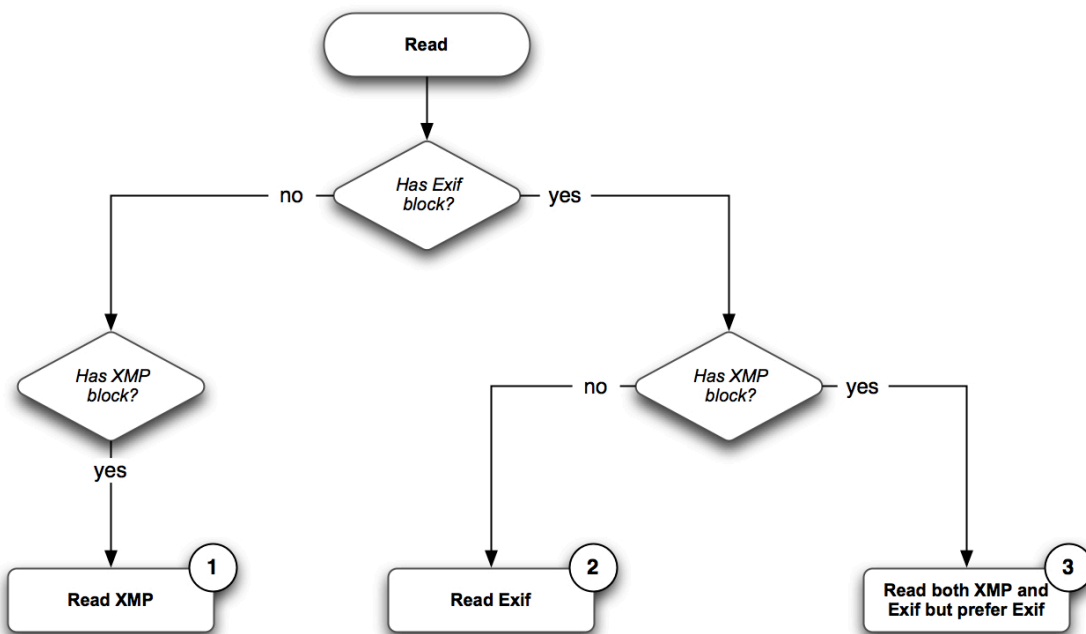 Read
Has Exif
block?
no
yes
Has XMP
block?
Has XMP
block?
no
yes
yes
1
2
3
Read XMP
Read Exif
Read both XMP and
Exif but prefer Exif